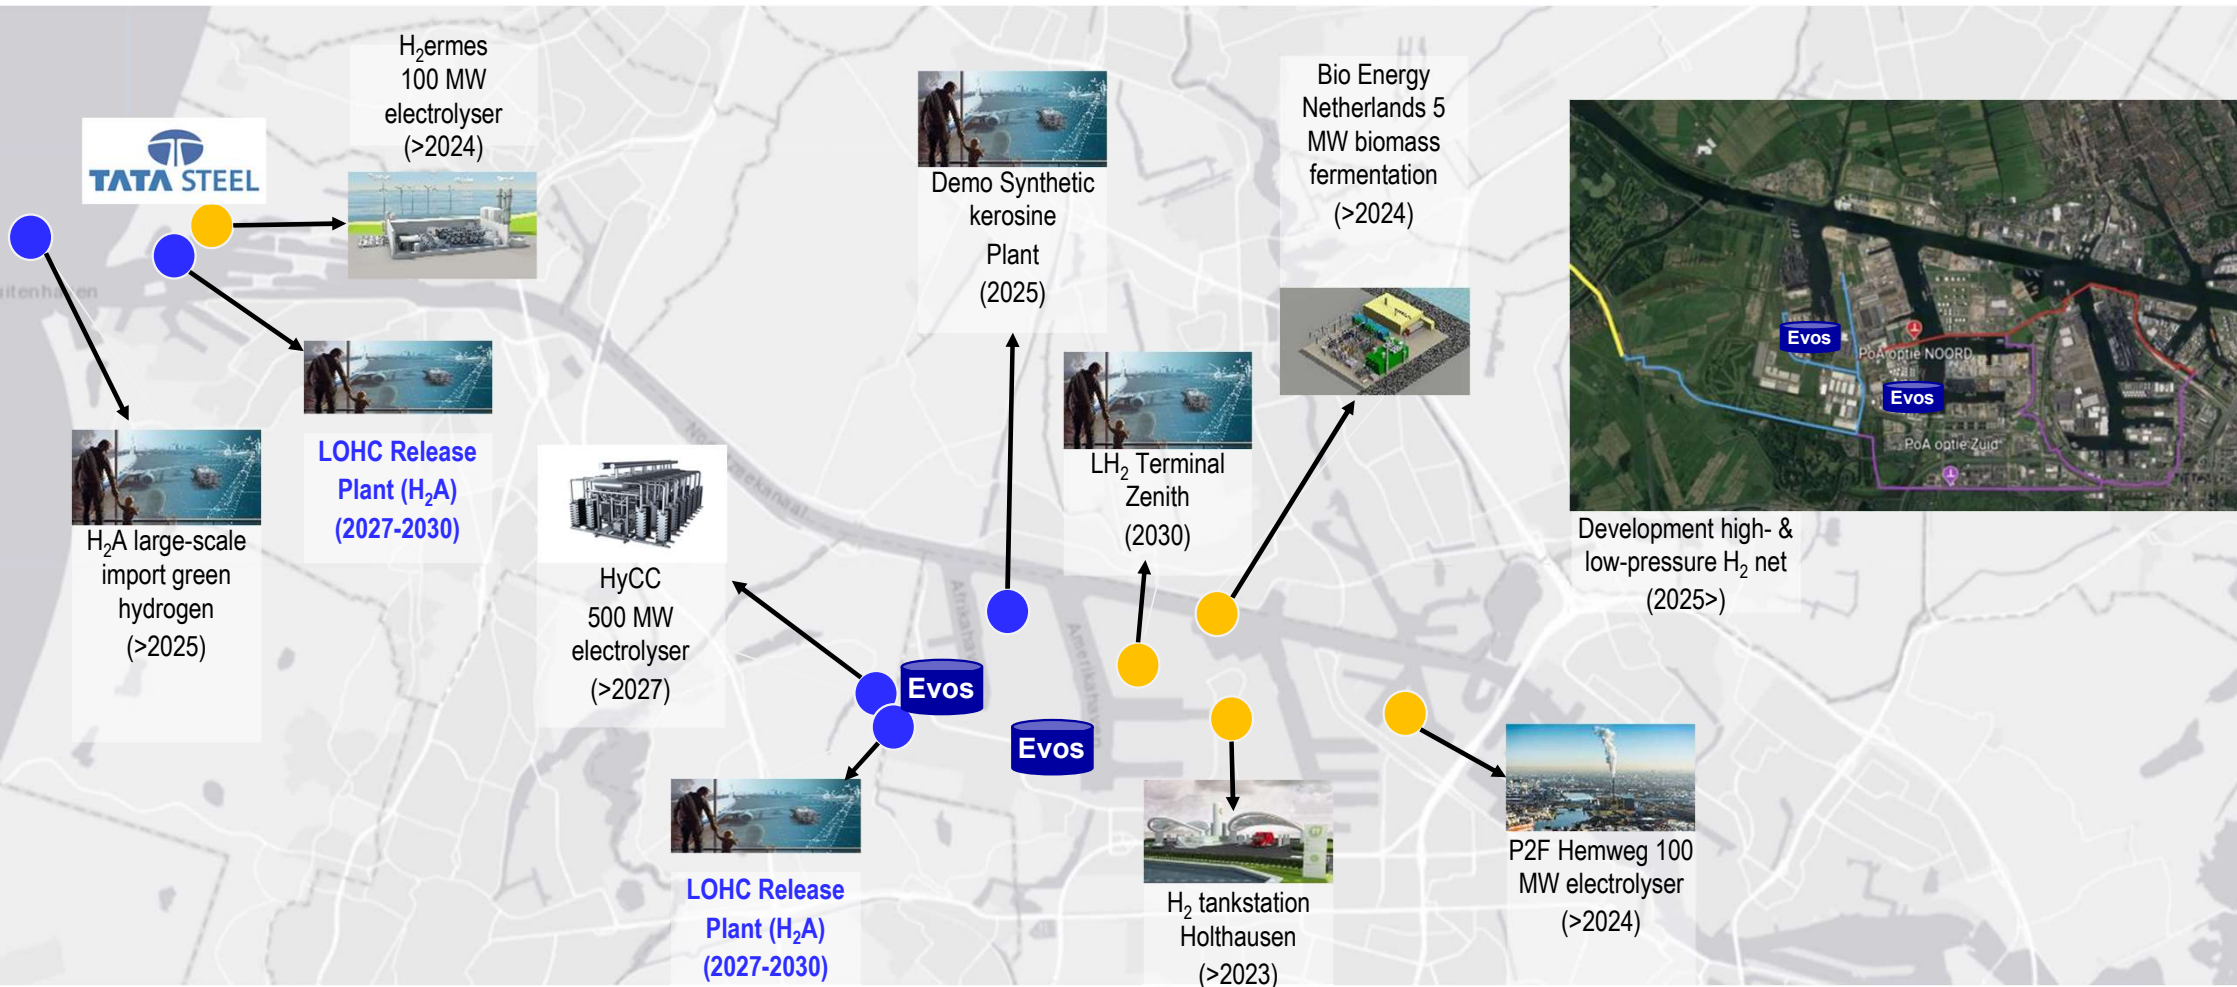 H₂ermes
100 MW
electrolyser
(>2024)
TATA STEEL
H₂A large-scale
import green
hydrogen
(>2025)
LOHC Release
Plant (H₂A)
(2027-2030)
HyCC
500 MW
electrolyser
(>2027)
LOHC Release
Plant (H₂A)
(2027-2030)
Evos
Evos
Afrikahav
Amerikahaven
Demo Synthetic
kerosine
Plant
(2025)
LH₂ Terminal
Zenith
(2030)
Bio Energy
Netherlands 5
MW biomass
fermentation
(>2024)
H₂ tankstation
Holthausen
(>2023)
P2F Hemweg 100
MW electrolyser
(>2024)
Evos
PoA optie NOORD
Evos
PoA optie Zuid
Development high- &
low-pressure H₂ net
(2025>)